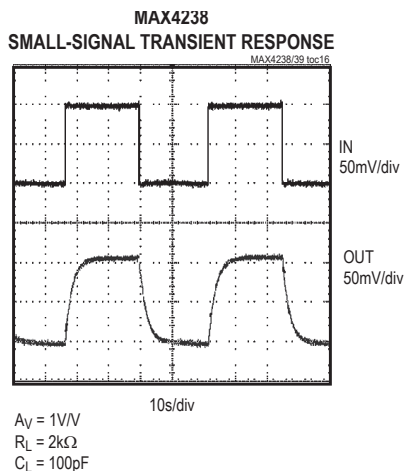 MAX4238
SMALL-SIGNAL TRANSIENT RESPONSE
MAX4238/39 toc16
IN
50mV/div
OUT
50mV/div
10s/div
AV = 1V/V
RL = 2kΩ
CL = 100pF